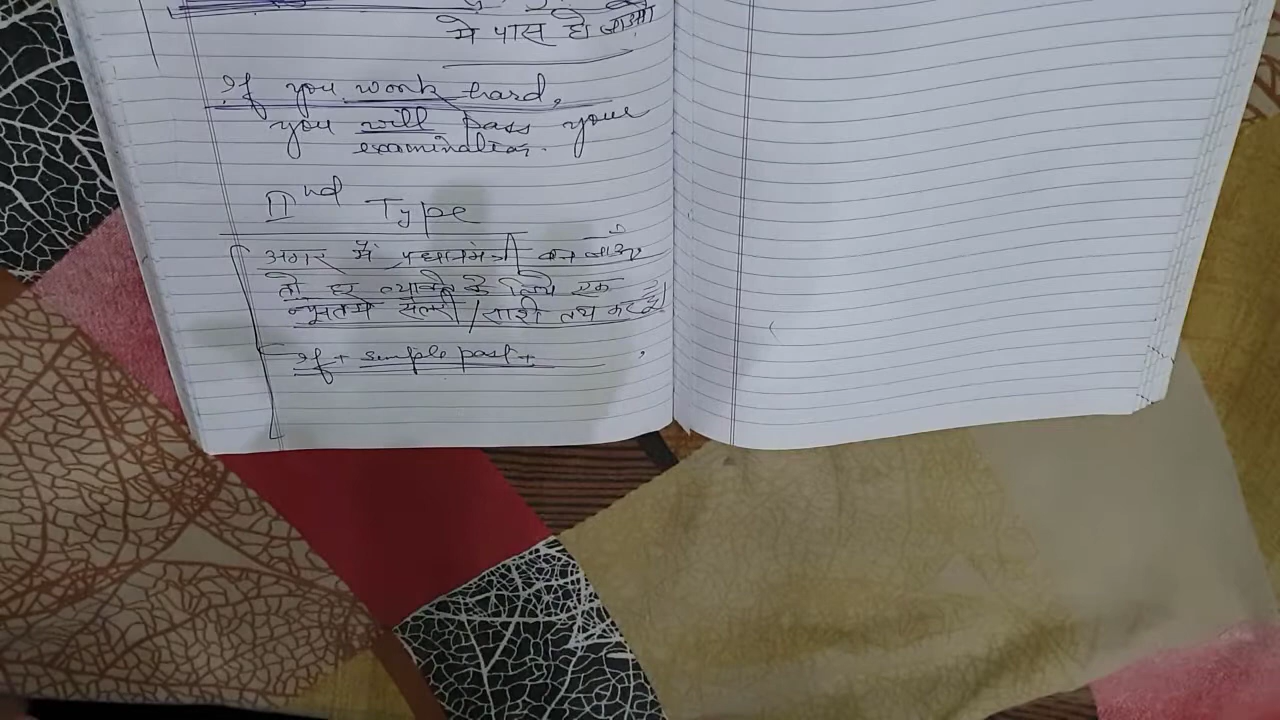 मे पास हो जाओगे
If you work hard,
you will pass your
examination.
IInd Type
अगर मैं प्रधानमंत्री बन जाऊं
तो हर व्यक्ति के लिये एक
न्यूनतम सैलरी / राशी तय कर दूँ।
If + simple past + ,